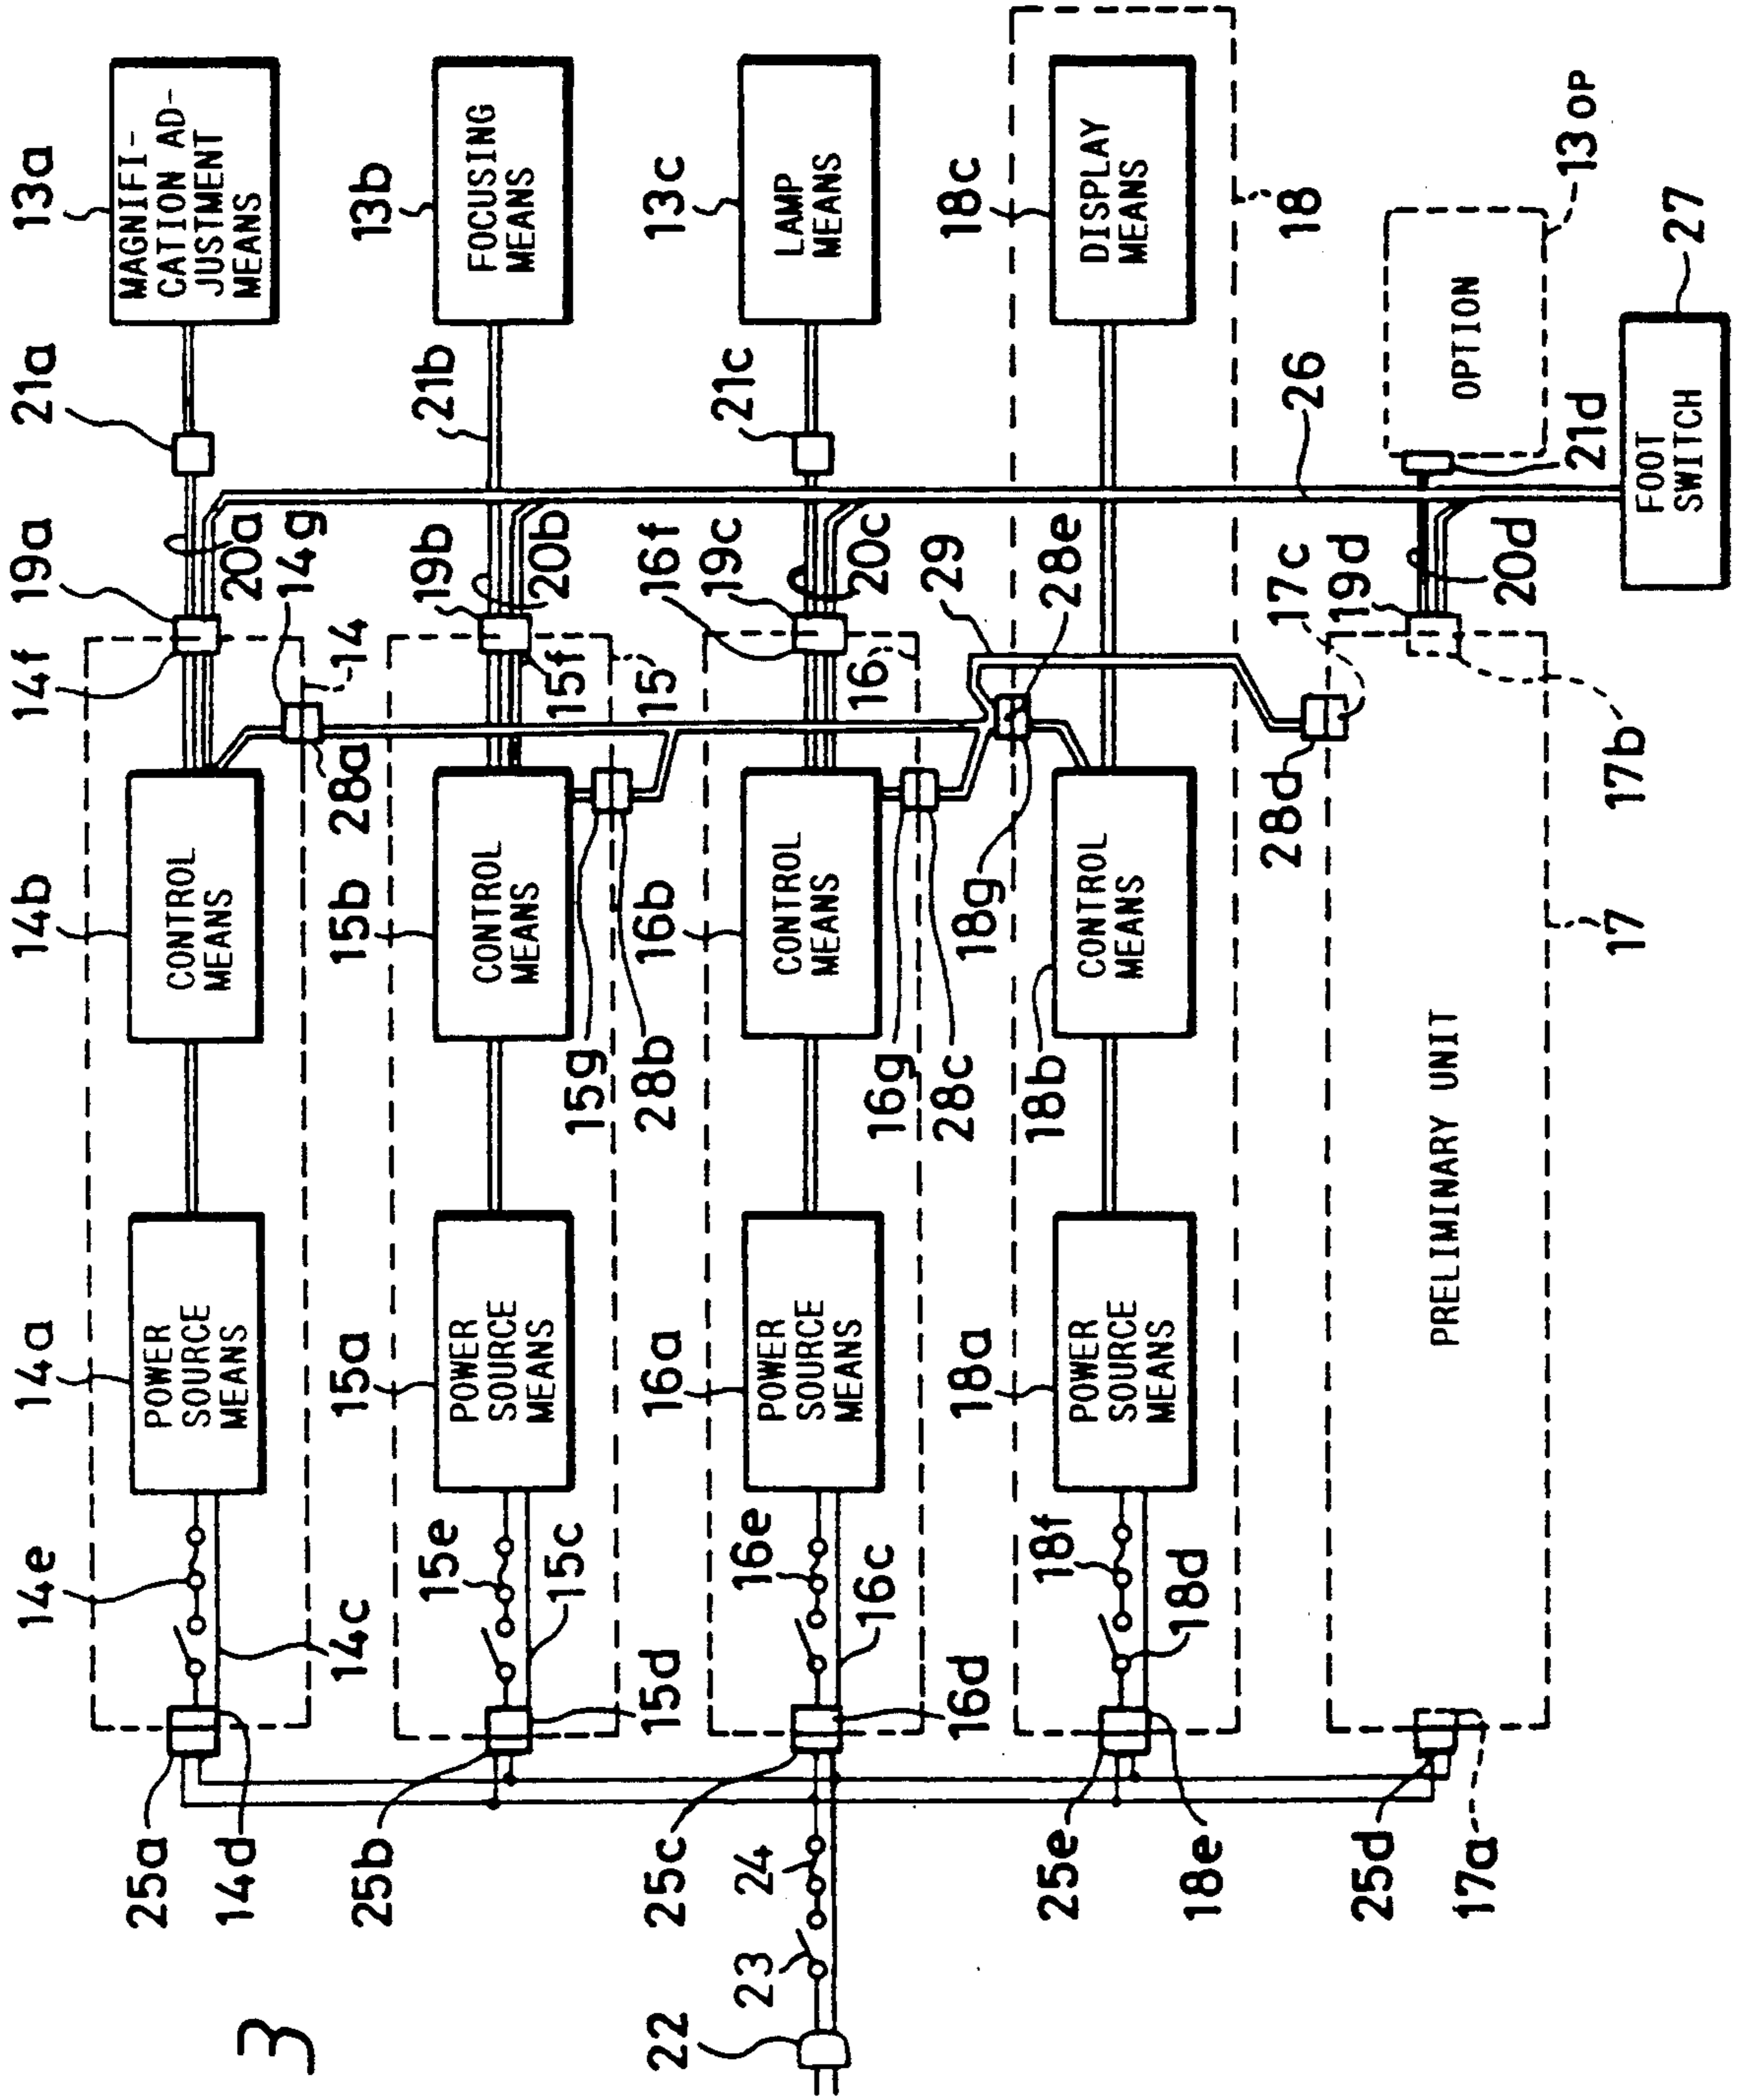 3
13a
MAGNIFI-
CATION AD-
JUSTMENT
MEANS
21a
19a
20a
14g
14f
14
28a
14b
CONTROL
MEANS
14a
POWER
SOURCE
MEANS
14e
14c
25a
14d
13b
FOCUSING
MEANS
21b
19b
20b
15f
15
15b
CONTROL
MEANS
15g
28b
15a
POWER
SOURCE
MEANS
15e
15c
15d
25b
13c
LAMP
MEANS
21c
16f
19c
20c
16
16b
CONTROL
MEANS
16g
28c
16a
POWER
SOURCE
MEANS
16e
16c
16d
25c
24
23
22
18c
DISPLAY
MEANS
18
29
28e
18g
18b
CONTROL
MEANS
18a
POWER
SOURCE
MEANS
18f
18d
25e
18e
26
OPTION
13OP
21d
17c
19d
20d
28d
17b
17
PRELIMINARY UNIT
25d
17a
FOOT
SWITCH
27